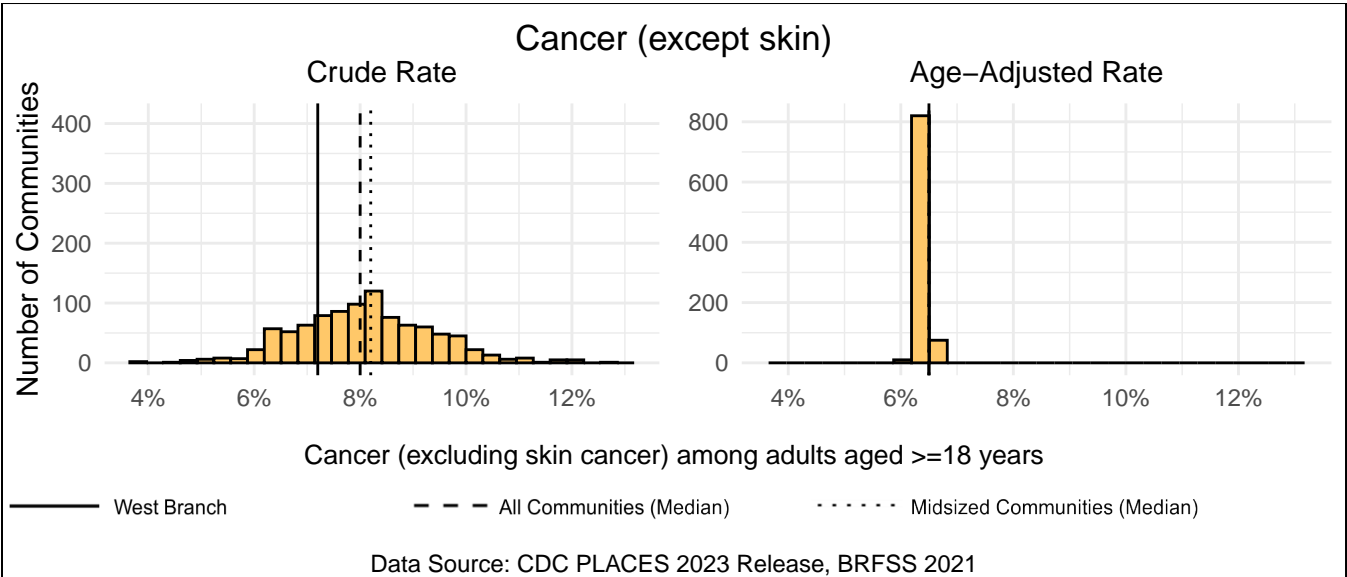 Cancer (except skin)
Crude Rate
Age−Adjusted Rate
Number of Communities
400
300
200
100
0
4%
6%
8%
10%
12%
800
600
400
200
0
4%
6%
8%
10%
12%
Cancer (excluding skin cancer) among adults aged >=18 years
West Branch
All Communities (Median)
Midsized Communities (Median)
Data Source: CDC PLACES 2023 Release, BRFSS 2021